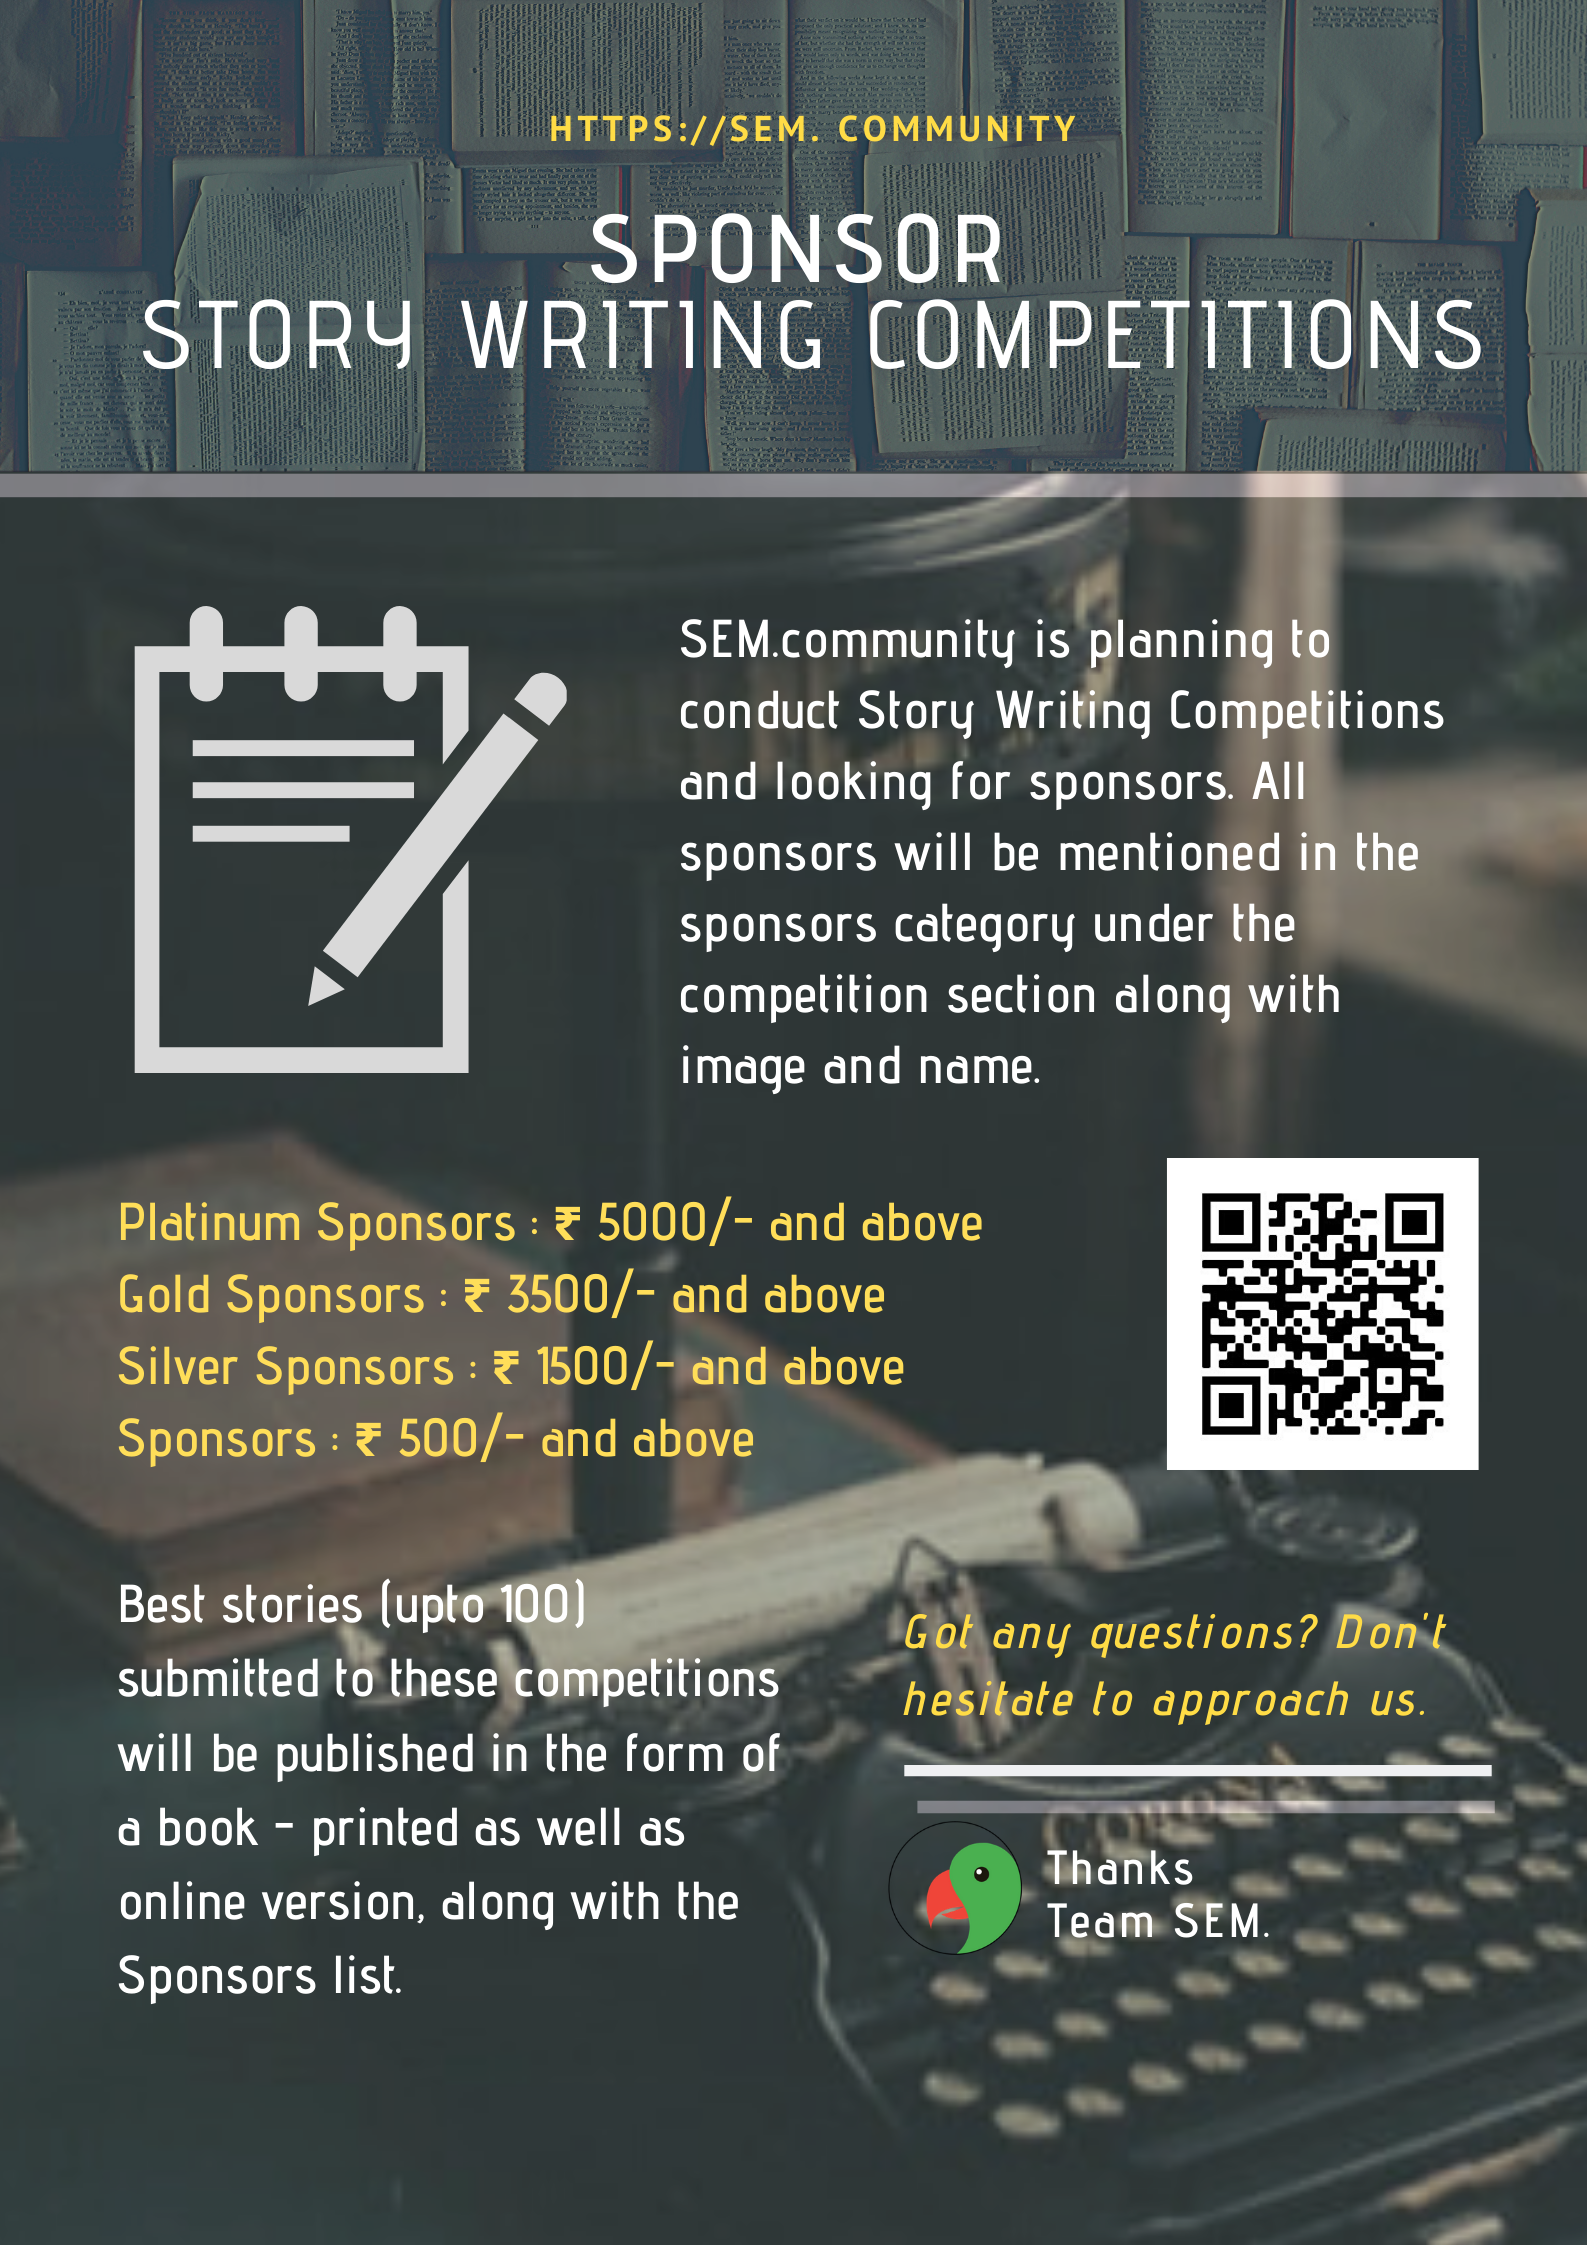 HTTPS://SEM. COMMUNITY
SPONSOR
STORY WRITING COMPETITIONS
SEM.community is planning to
conduct Story Writing Competitions
and looking for sponsors. All
sponsors will be mentioned in the
sponsors category under the
competition section along with
image and name.
Platinum Sponsors : ₹ 5000/- and above
Gold Sponsors : ₹ 3500/- and above
Silver Sponsors : ₹ 1500/- and above
Sponsors : ₹ 500/- and above
Best stories (upto 100)
submitted to these competitions
will be published in the form of
a book - printed as well as
online version, along with the
Sponsors list.
Got any questions? Don't
hesitate to approach us.
CORONA
Thanks
Team SEM.